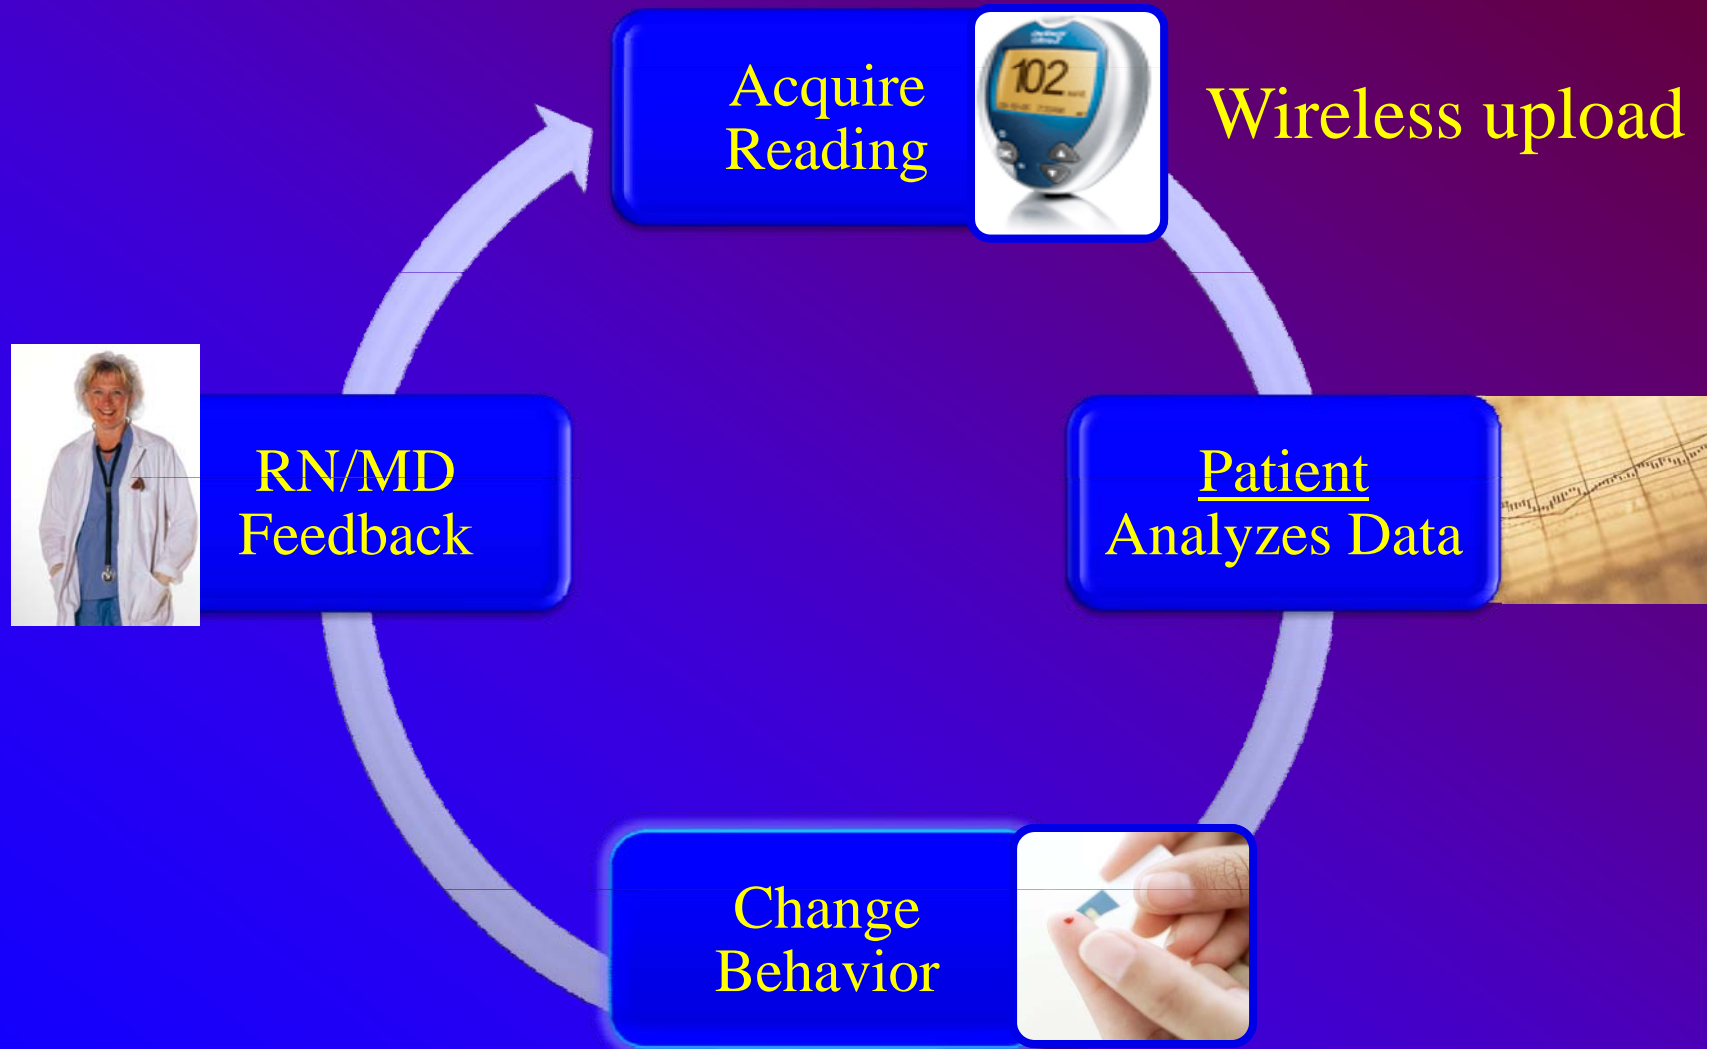 Acquire
Reading
102
Wireless upload
RN/MD
Feedback
Patient
Analyzes Data
Change
Behavior